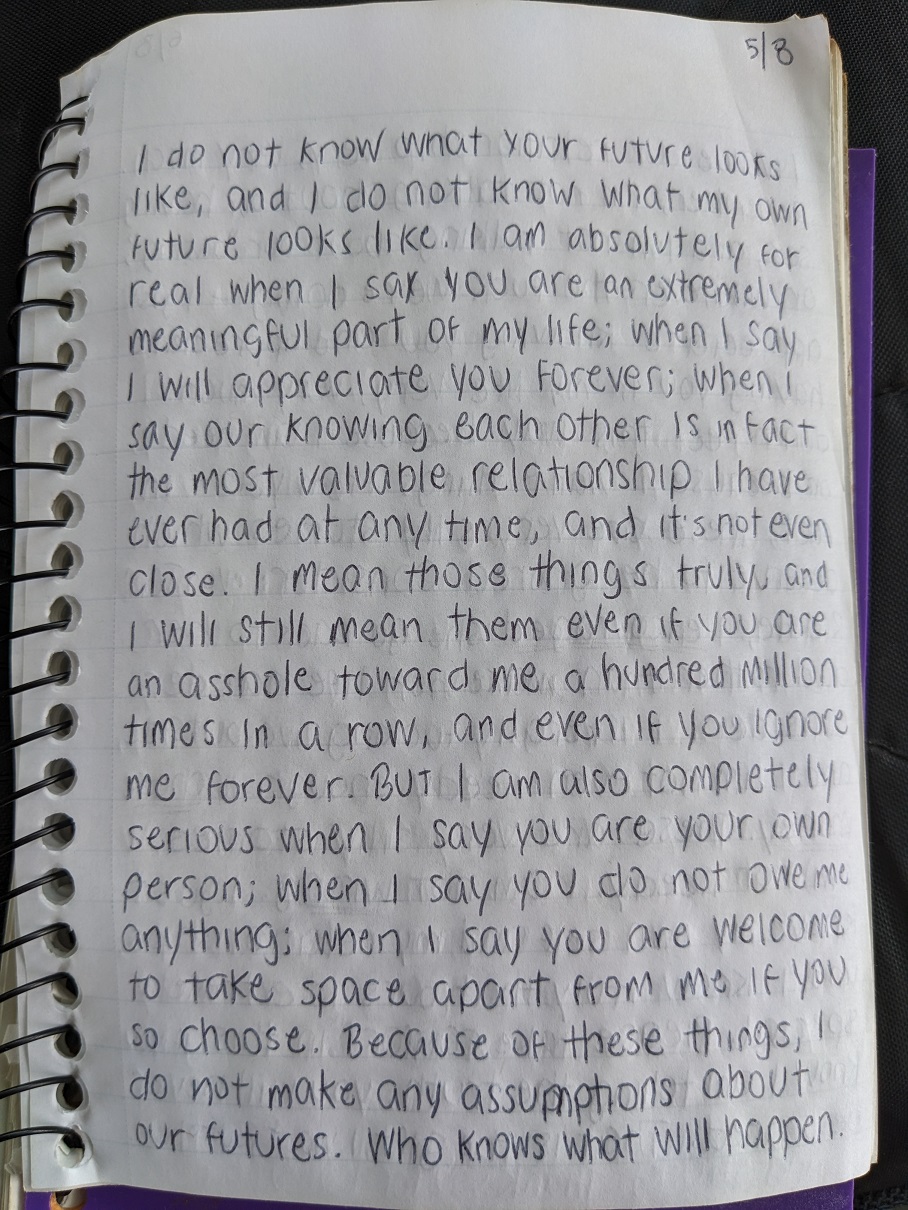 5/8
I do not know what your future looks
like, and I do not know what my own
future looks like. I am absolutely for
real when I say you are an extremely
meaningful part of my life; when I say
I will appreciate you forever; when I
say our knowing each other is in fact
the most valuable relationship I have
ever had at any time, and it's not even
close. I mean those things truly, and
I will still mean them even if you are
an asshole toward me a hundred million
times in a row, and even if you ignore
me forever. But I am also completely
serious when I say you are your own
person; when I say you do not owe me
anything; when I say you are welcome
to take space apart from me if you
so choose. Because of these things, I
do not make any assumptions about
our futures. Who knows what will happen.